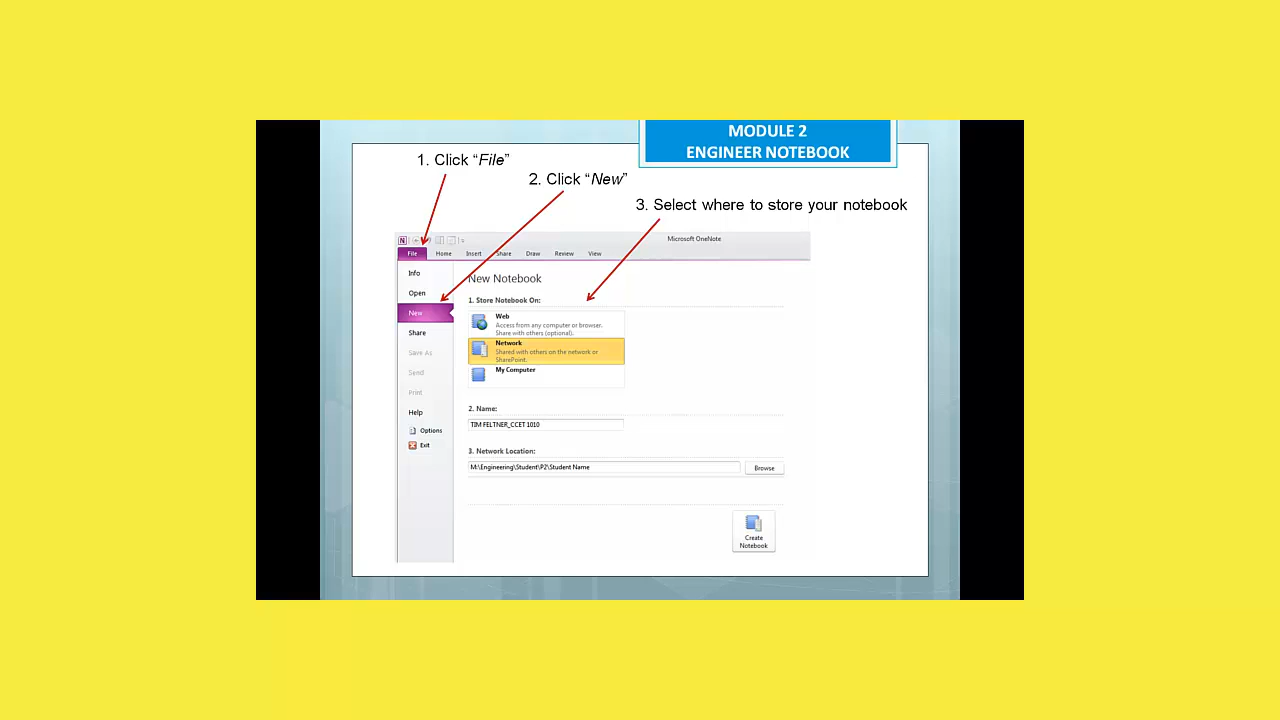 MODULE 2
ENGINEER NOTEBOOK
1. Click “File”
2. Click “New”
3. Select where to store your notebook
Microsoft OneNote
File Home Insert Share Draw Review View
Info
Open
New
Share
Save As
Send
Print
Help
Options
Exit
New Notebook
1. Store Notebook On:
Web
Access from any computer or browser.
Share with others (optional).
Network
Shared with others on the network or
SharePoint.
My Computer
2. Name:
TIM FELTNER_CCET 1010
3. Network Location:
M:\Engineering\Student\P2\Student Name
Browse
Create
Notebook